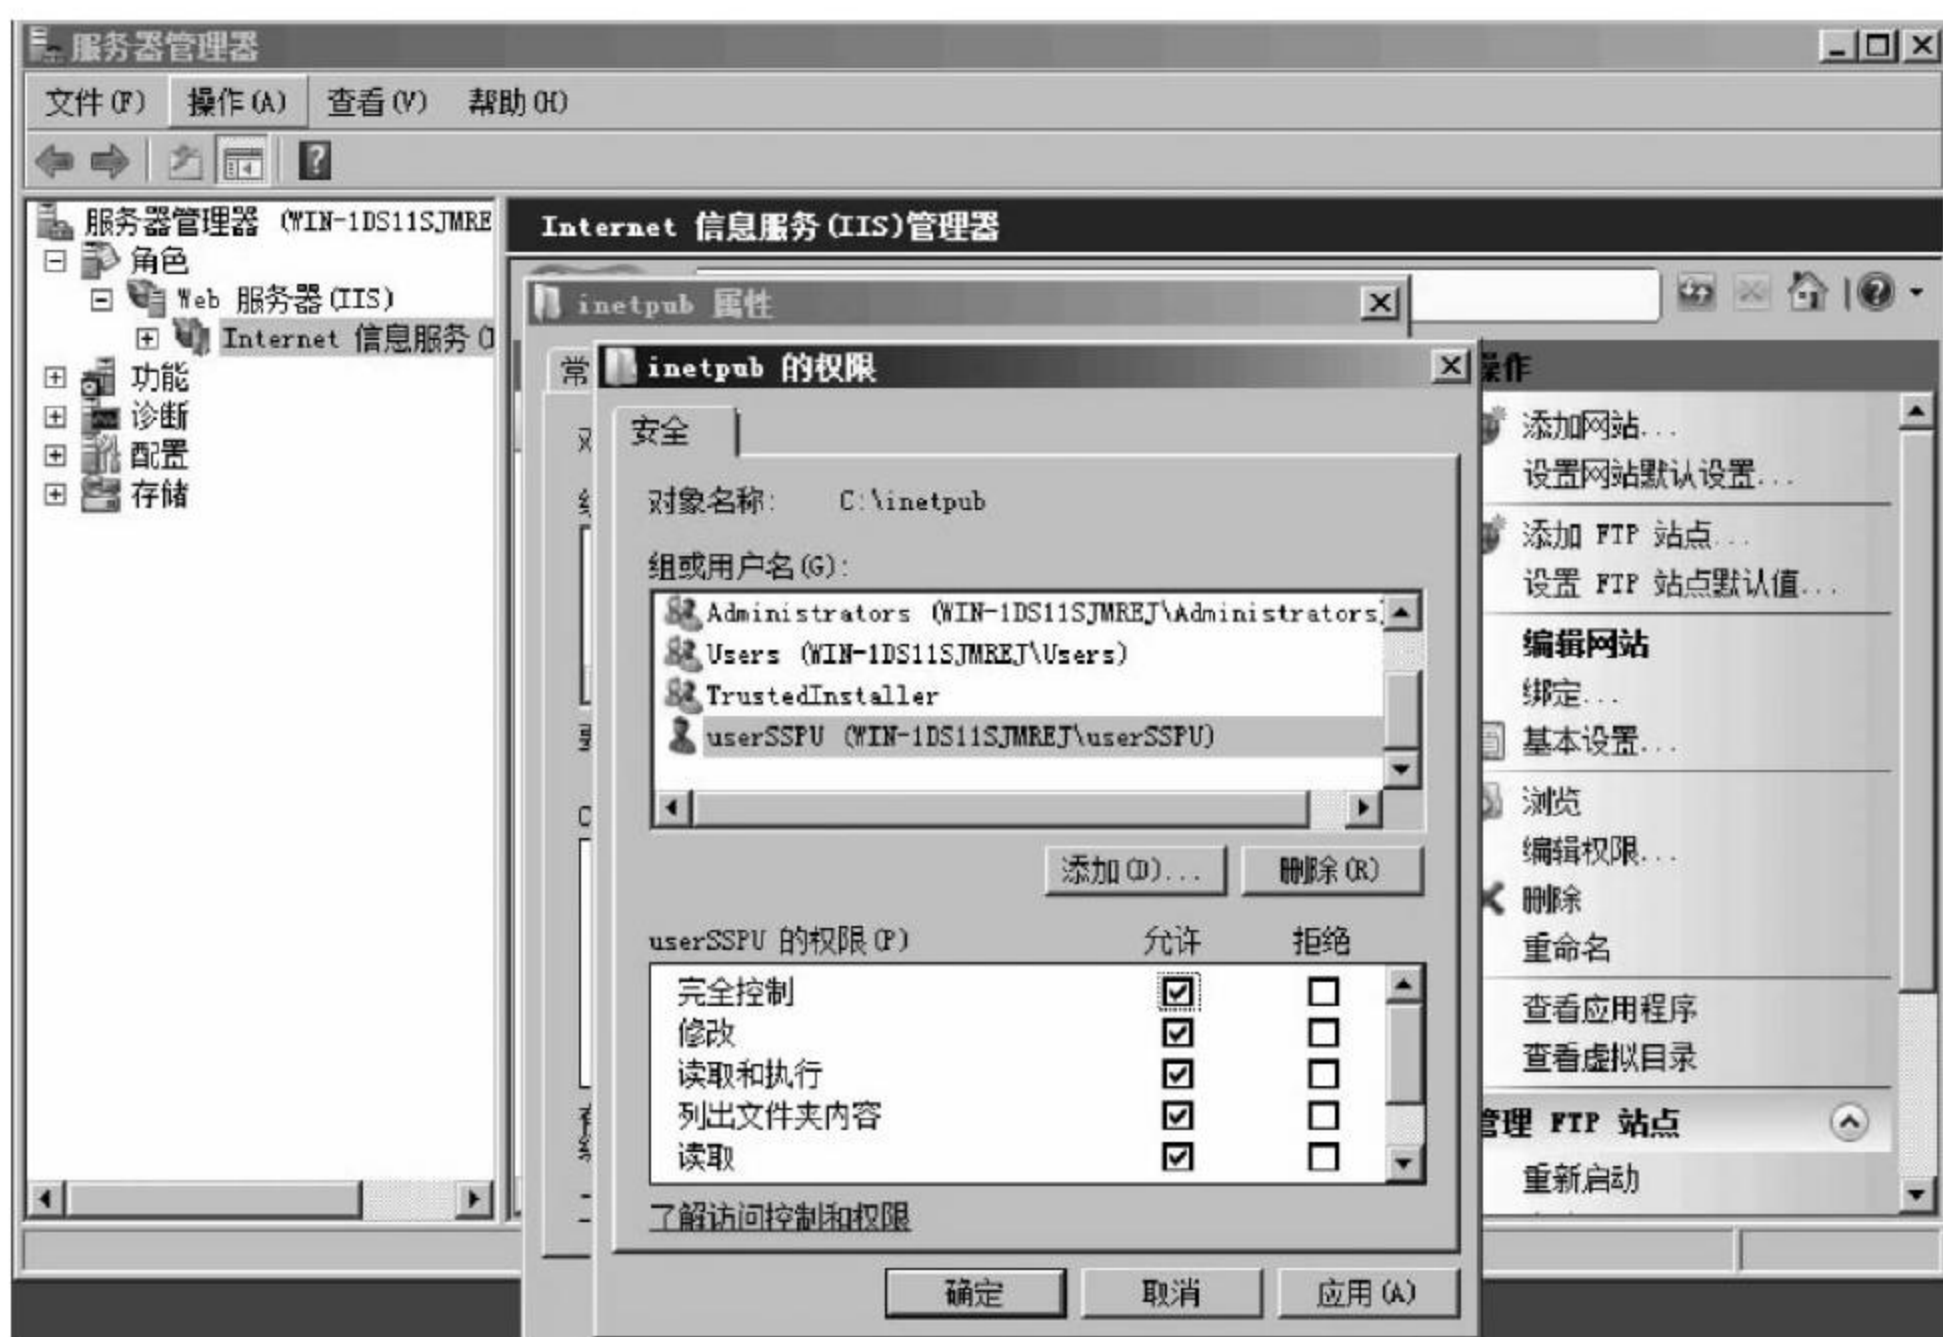 服务器管理器
文件(F) 操作(A) 查看(V) 帮助(H)
服务器管理器 (WIN-1DS11SJMRE
角色
Web 服务器(IIS)
Internet 信息服务(I
功能
诊断
配置
存储
Internet 信息服务(IIS)管理器
inetpub 属性
常
inetpub 的权限
安全
对象名称: C:\inetpub
组或用户名(G):
Administrators (WIN-1DS11SJMREJ\Administrators)
Users (WIN-1DS11SJMREJ\Users)
TrustedInstaller
userSSPU (WIN-1DS11SJMREJ\userSSPU)
添加(D)... 删除(R)
userSSPU 的权限(P) 允许 拒绝
完全控制
修改
读取和执行
列出文件夹内容
读取
了解访问控制和权限
确定 取消 应用(A)
操作
添加网站...
设置网站默认设置...
添加 FTP 站点...
设置 FTP 站点默认值...
编辑网站
绑定...
基本设置...
浏览
编辑权限...
删除
重命名
查看应用程序
查看虚拟目录
管理 FTP 站点
重新启动